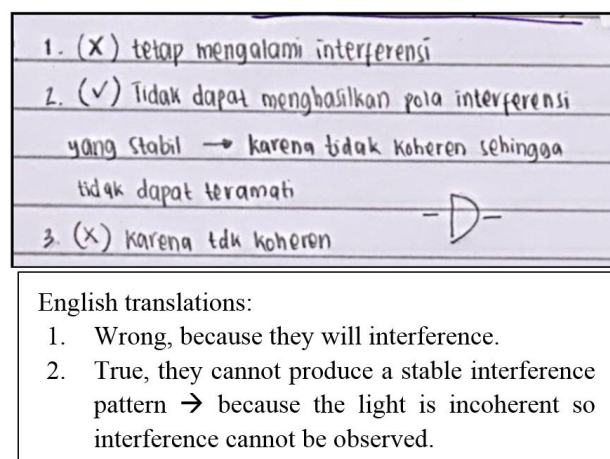 1. (X) tetap mengalami interferensi
2. (✓) Tidak dapat menghasilkan pola interferensi
yang stabil → karena tidak koheren sehingga
tidak dapat teramati
3. (X) karena tdk koheren
English translations:
1. Wrong, because they will interference.
2. True, they cannot produce a stable interference
pattern → because the light is incoherent so
interference cannot be observed.